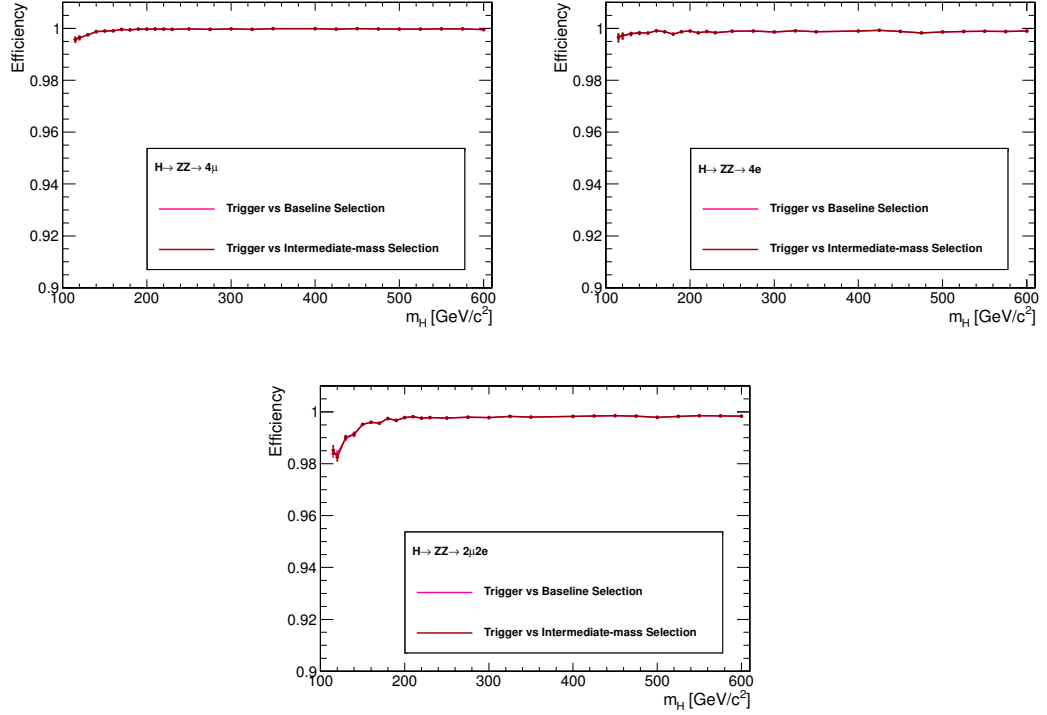 Efficiency
1
0.98
0.96
0.94
0.92
0.9
H→ ZZ→ 4μ
Trigger vs Baseline Selection
Trigger vs Intermediate-mass Selection
100 200 300 400 500 600
m_H [GeV/c²]
Efficiency
1
0.98
0.96
0.94
0.92
0.9
H→ ZZ→ 4e
Trigger vs Baseline Selection
Trigger vs Intermediate-mass Selection
100 200 300 400 500 600
m_H [GeV/c²]
Efficiency
1
0.98
0.96
0.94
0.92
0.9
H→ ZZ→ 2μ2e
Trigger vs Baseline Selection
Trigger vs Intermediate-mass Selection
100 200 300 400 500 600
m_H [GeV/c²]